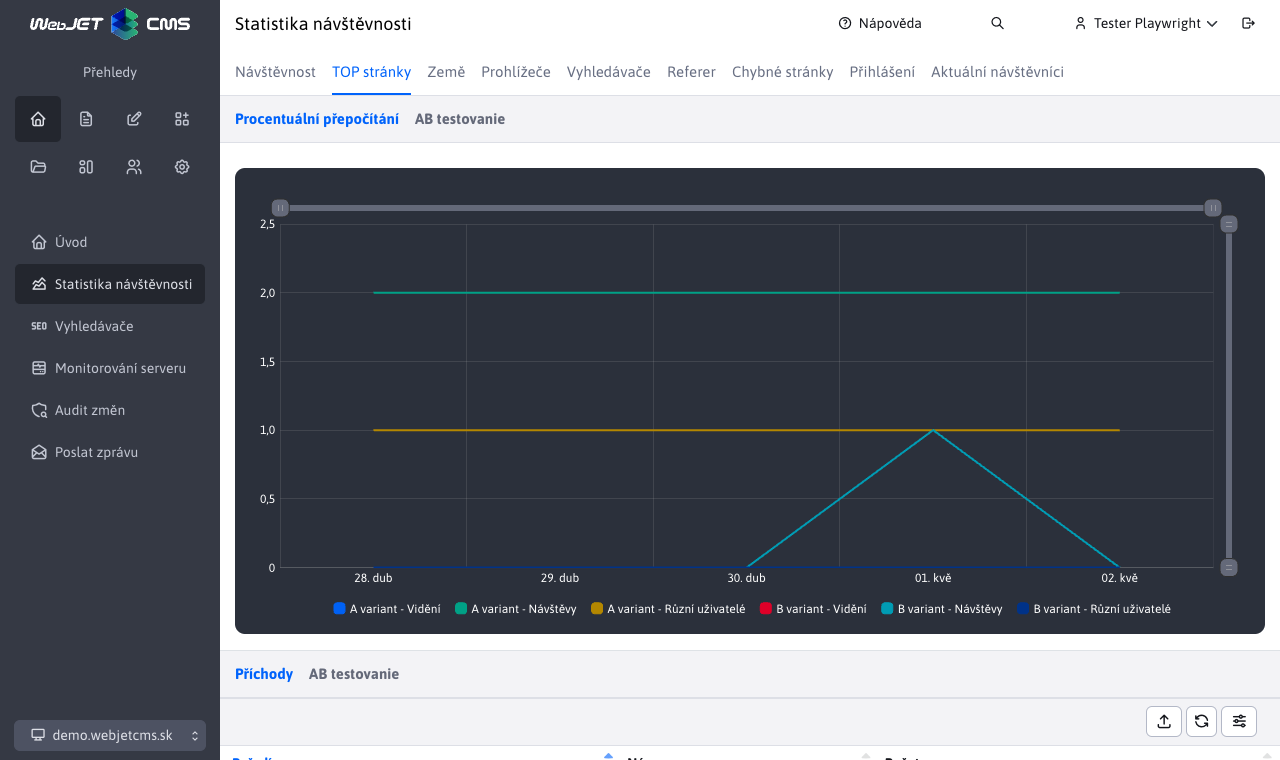 WebJET CMS
Statistika návštěvnosti
Nápověda
Tester Playwright
Přehledy
Návštěvnost TOP stránky Země Prohlížeče Vyhledávače Referer Chybné stránky Přihlášení Aktuální návštěvníci
Procentuální přepočítání AB testovanie
Úvod
Statistika návštěvnosti
SEO Vyhledávače
Monitorování serveru
Audit změn
Poslat zprávu
2,5
2,0
1,5
1,0
0,5
0
28. dub 29. dub 30. dub 01. kvě 02. kvě
A variant - Vidění A variant - Návštěvy A variant - Různí uživatelé B variant - Vidění B variant - Návštěvy B variant - Různí uživatelé
Příchody AB testovanie
demo.webjetcms.sk